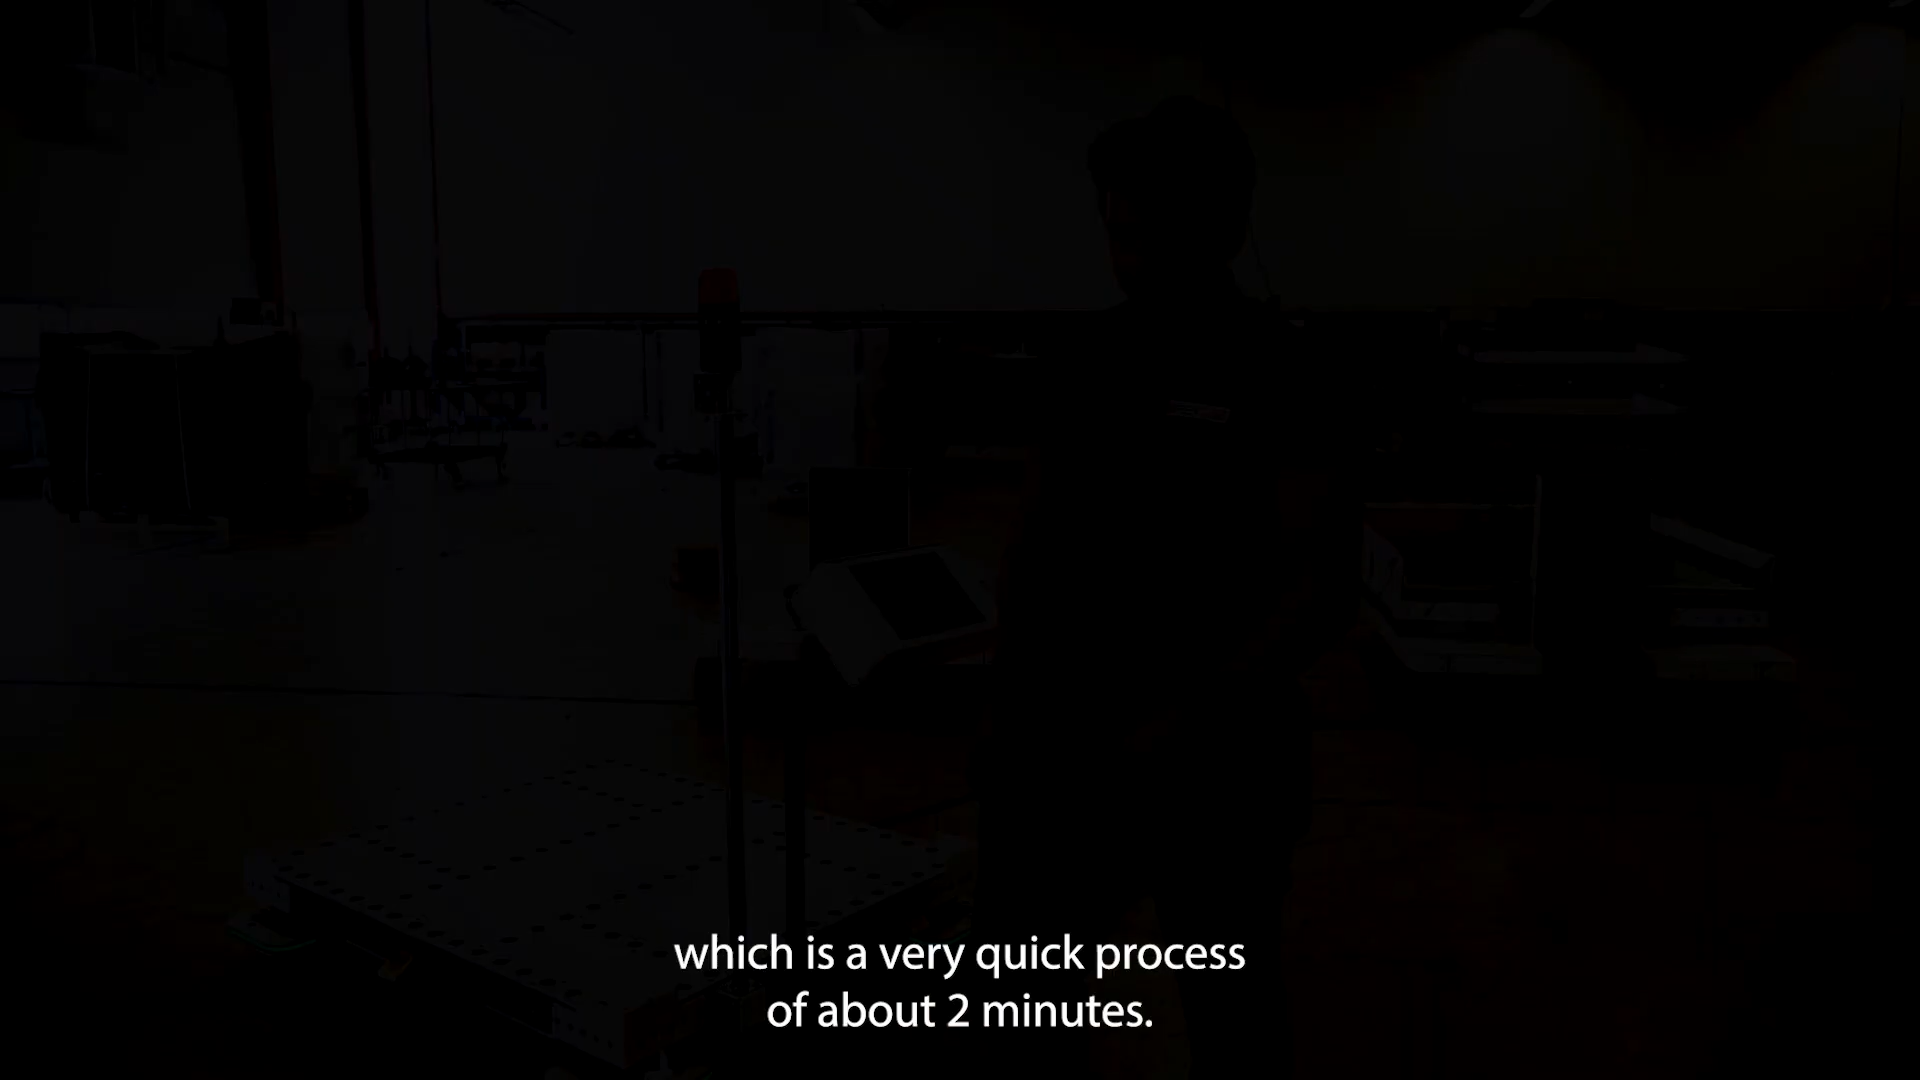 which is a very quick process
of about 2 minutes.